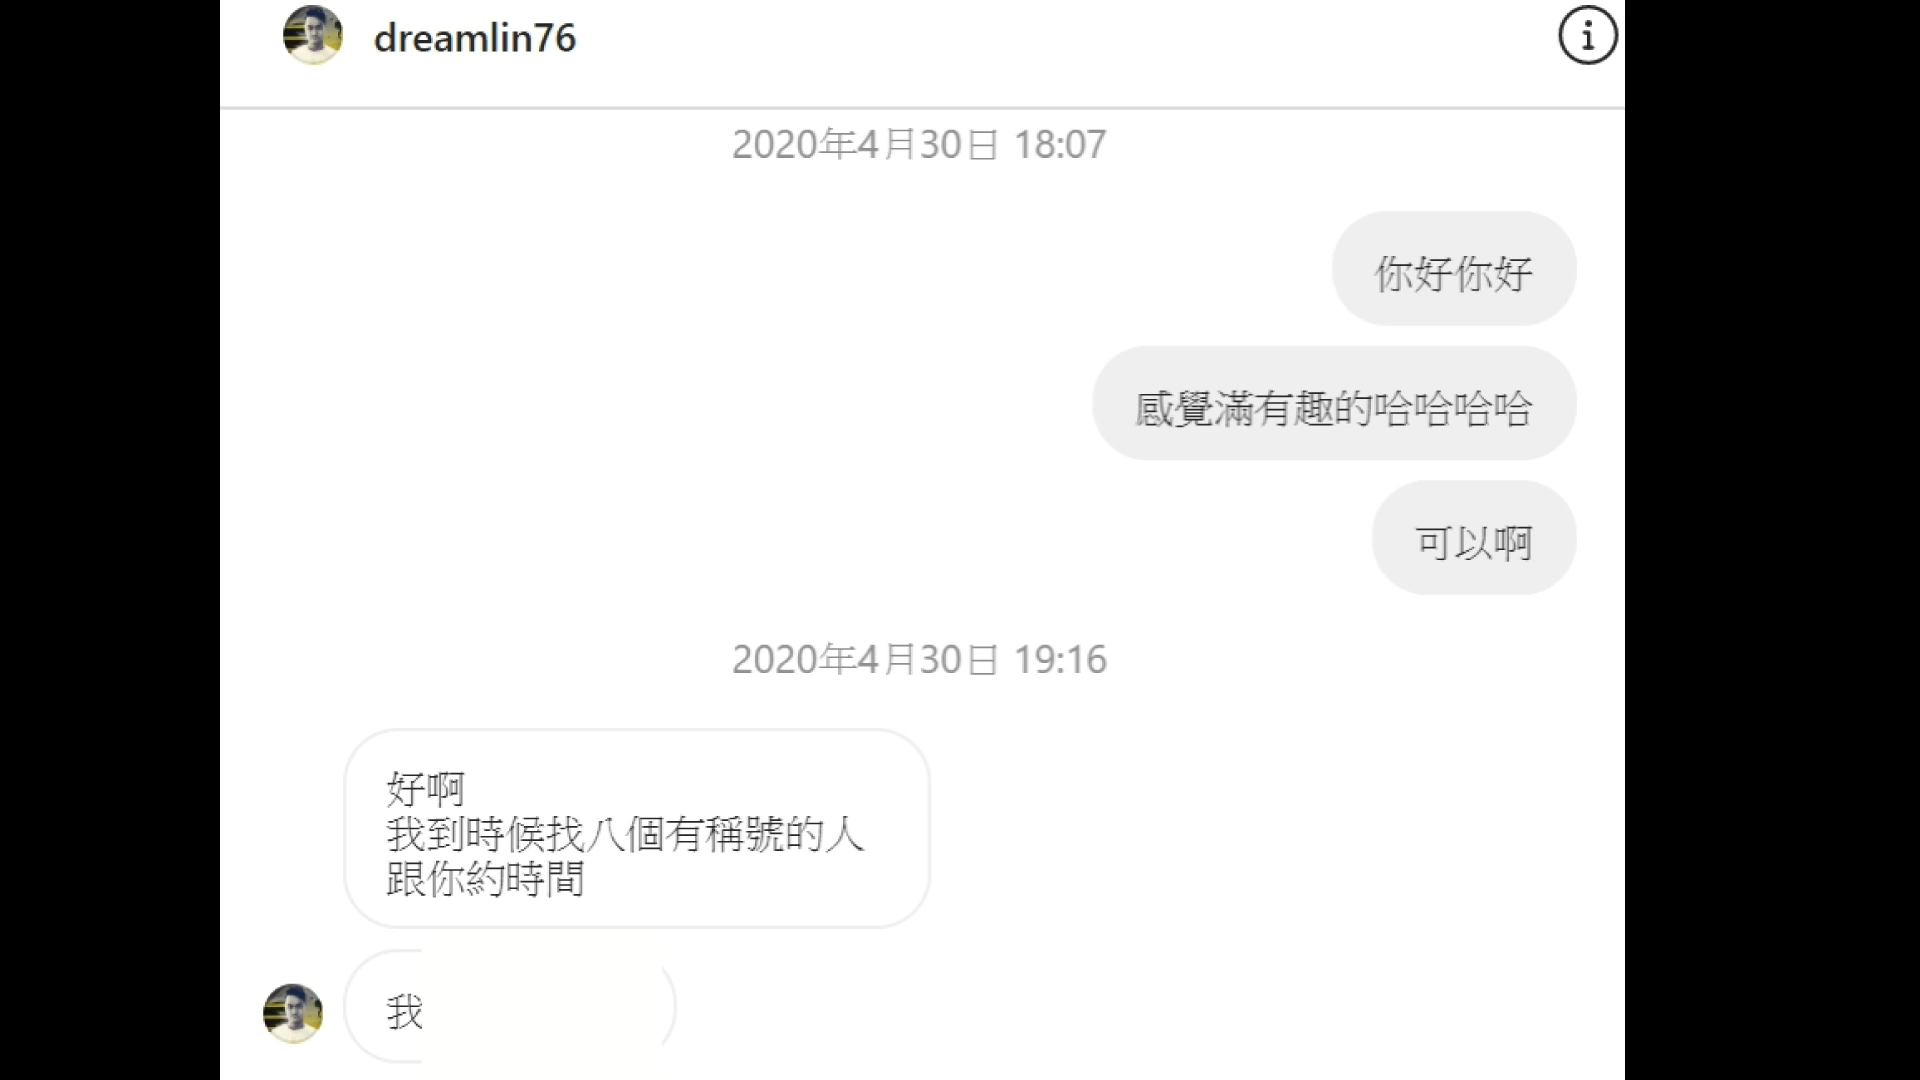 dreamlin76
2020年4月30日 18:07
你好你好
感覺滿有趣的哈哈哈哈
可以啊
2020年4月30日 19:16
好啊
我到時候找八個有稱號的人
跟你約時間
我